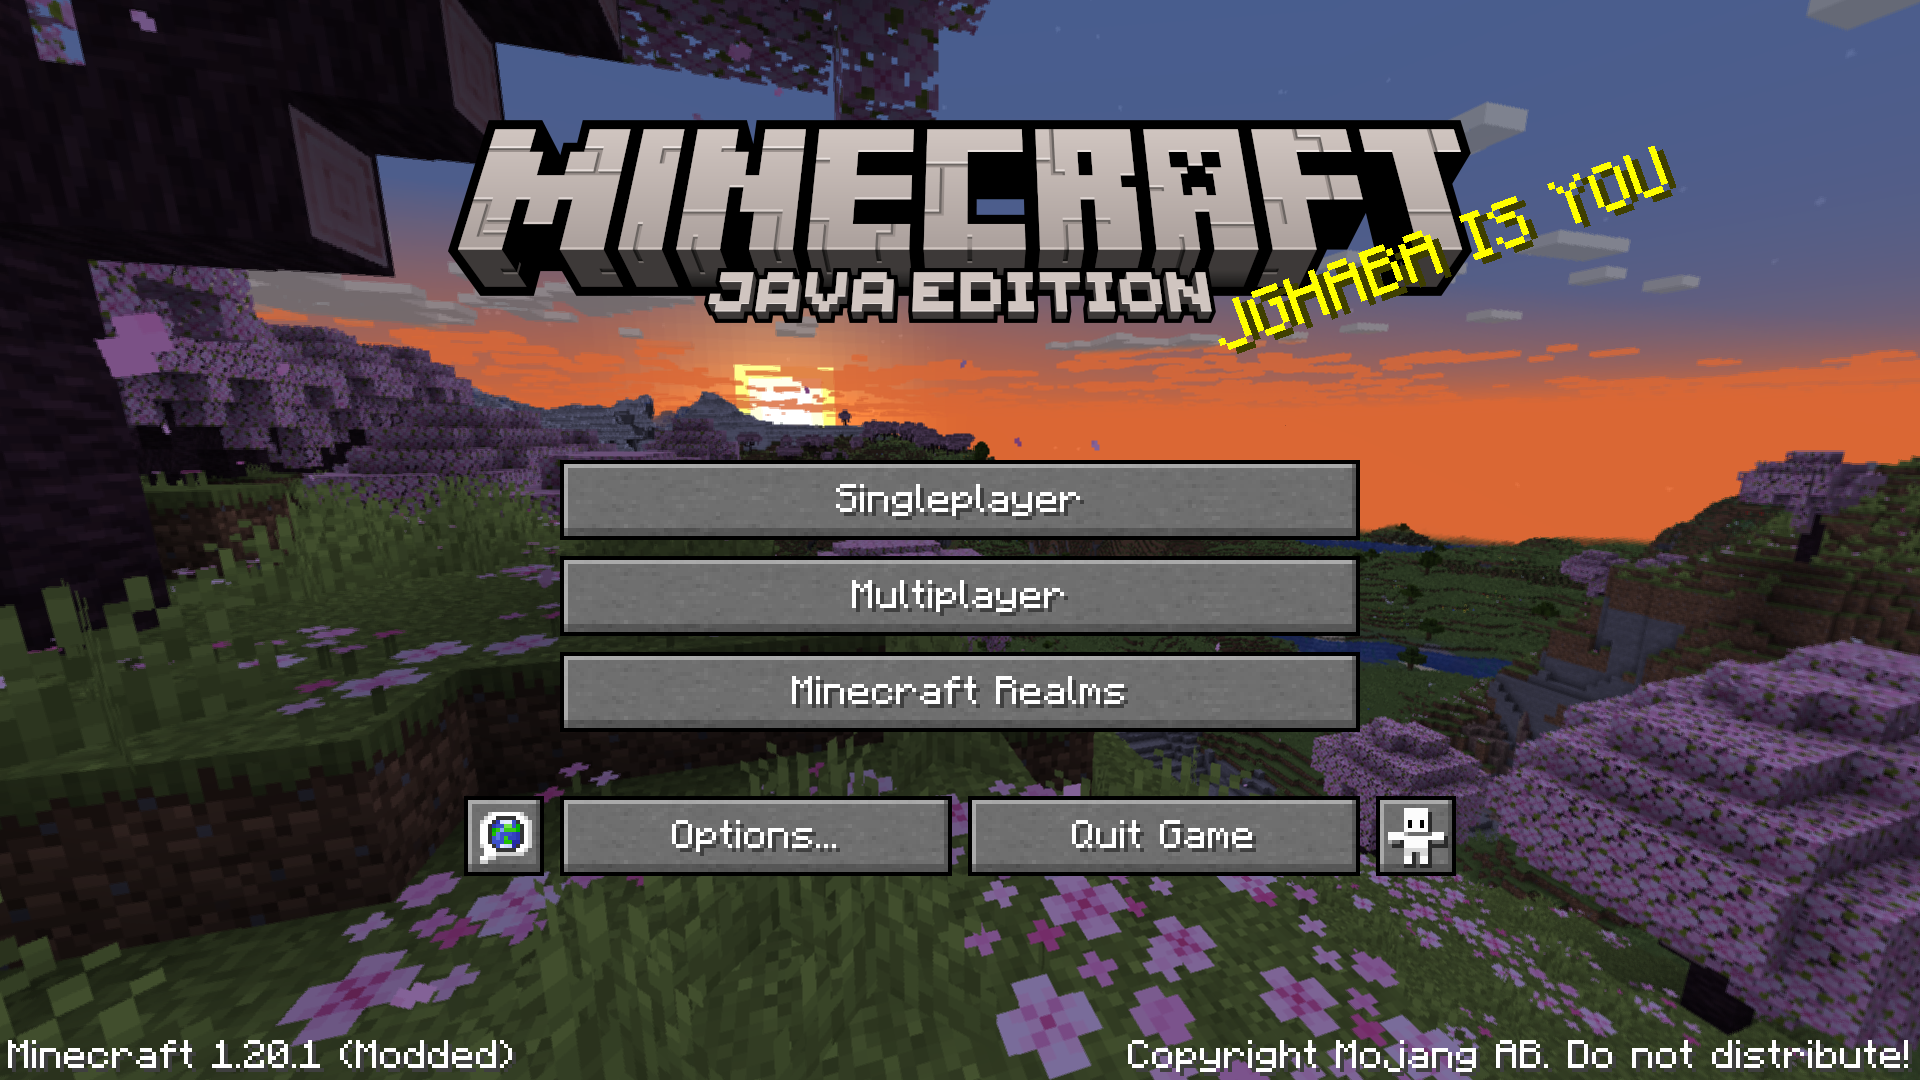 MINECRAFT
JAVA EDITION
JGHABA IS YOU
Singleplayer
Multiplayer
Minecraft Realms
Options...
Quit Game
Minecraft 1.20.1 (Modded)
Copyright Mojang AB. Do not distribute!